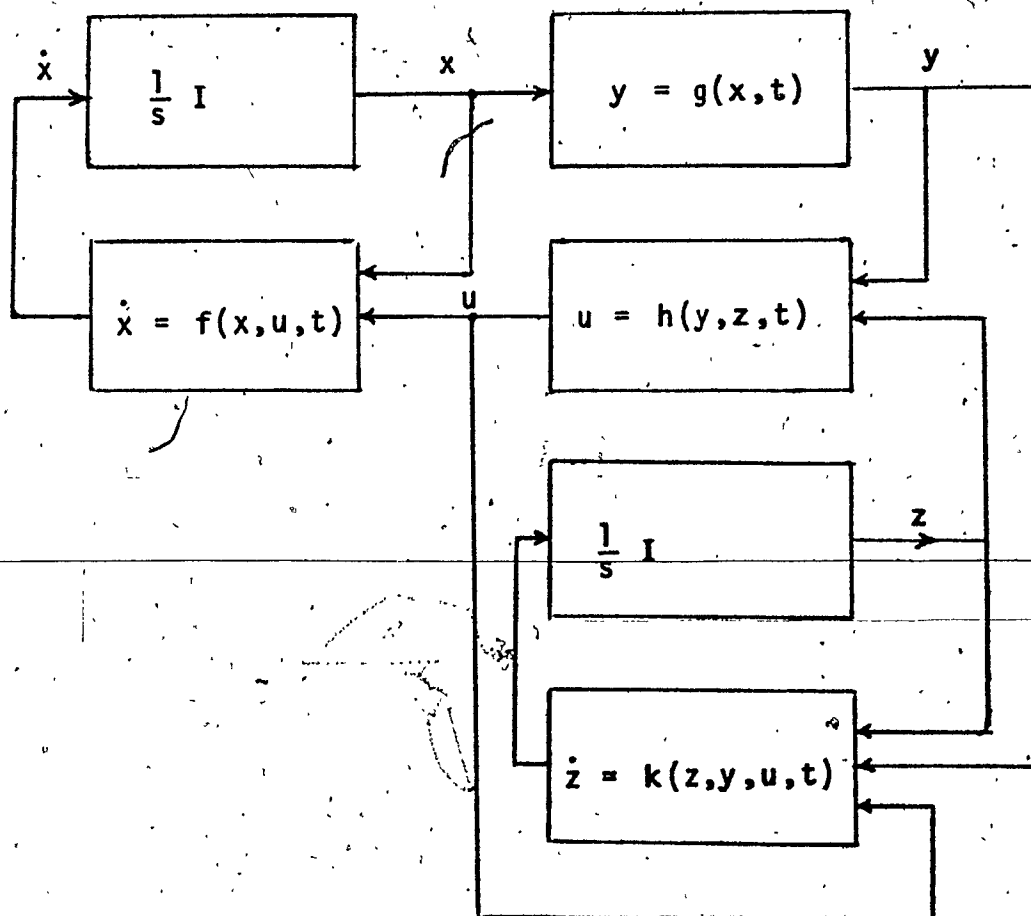 ẋ
1/s I
x
y = g(x,t)
y
ẋ = f(x,u,t)
u
u = h(y,z,t)
1/s I
z
ż = k(z,y,u,t)